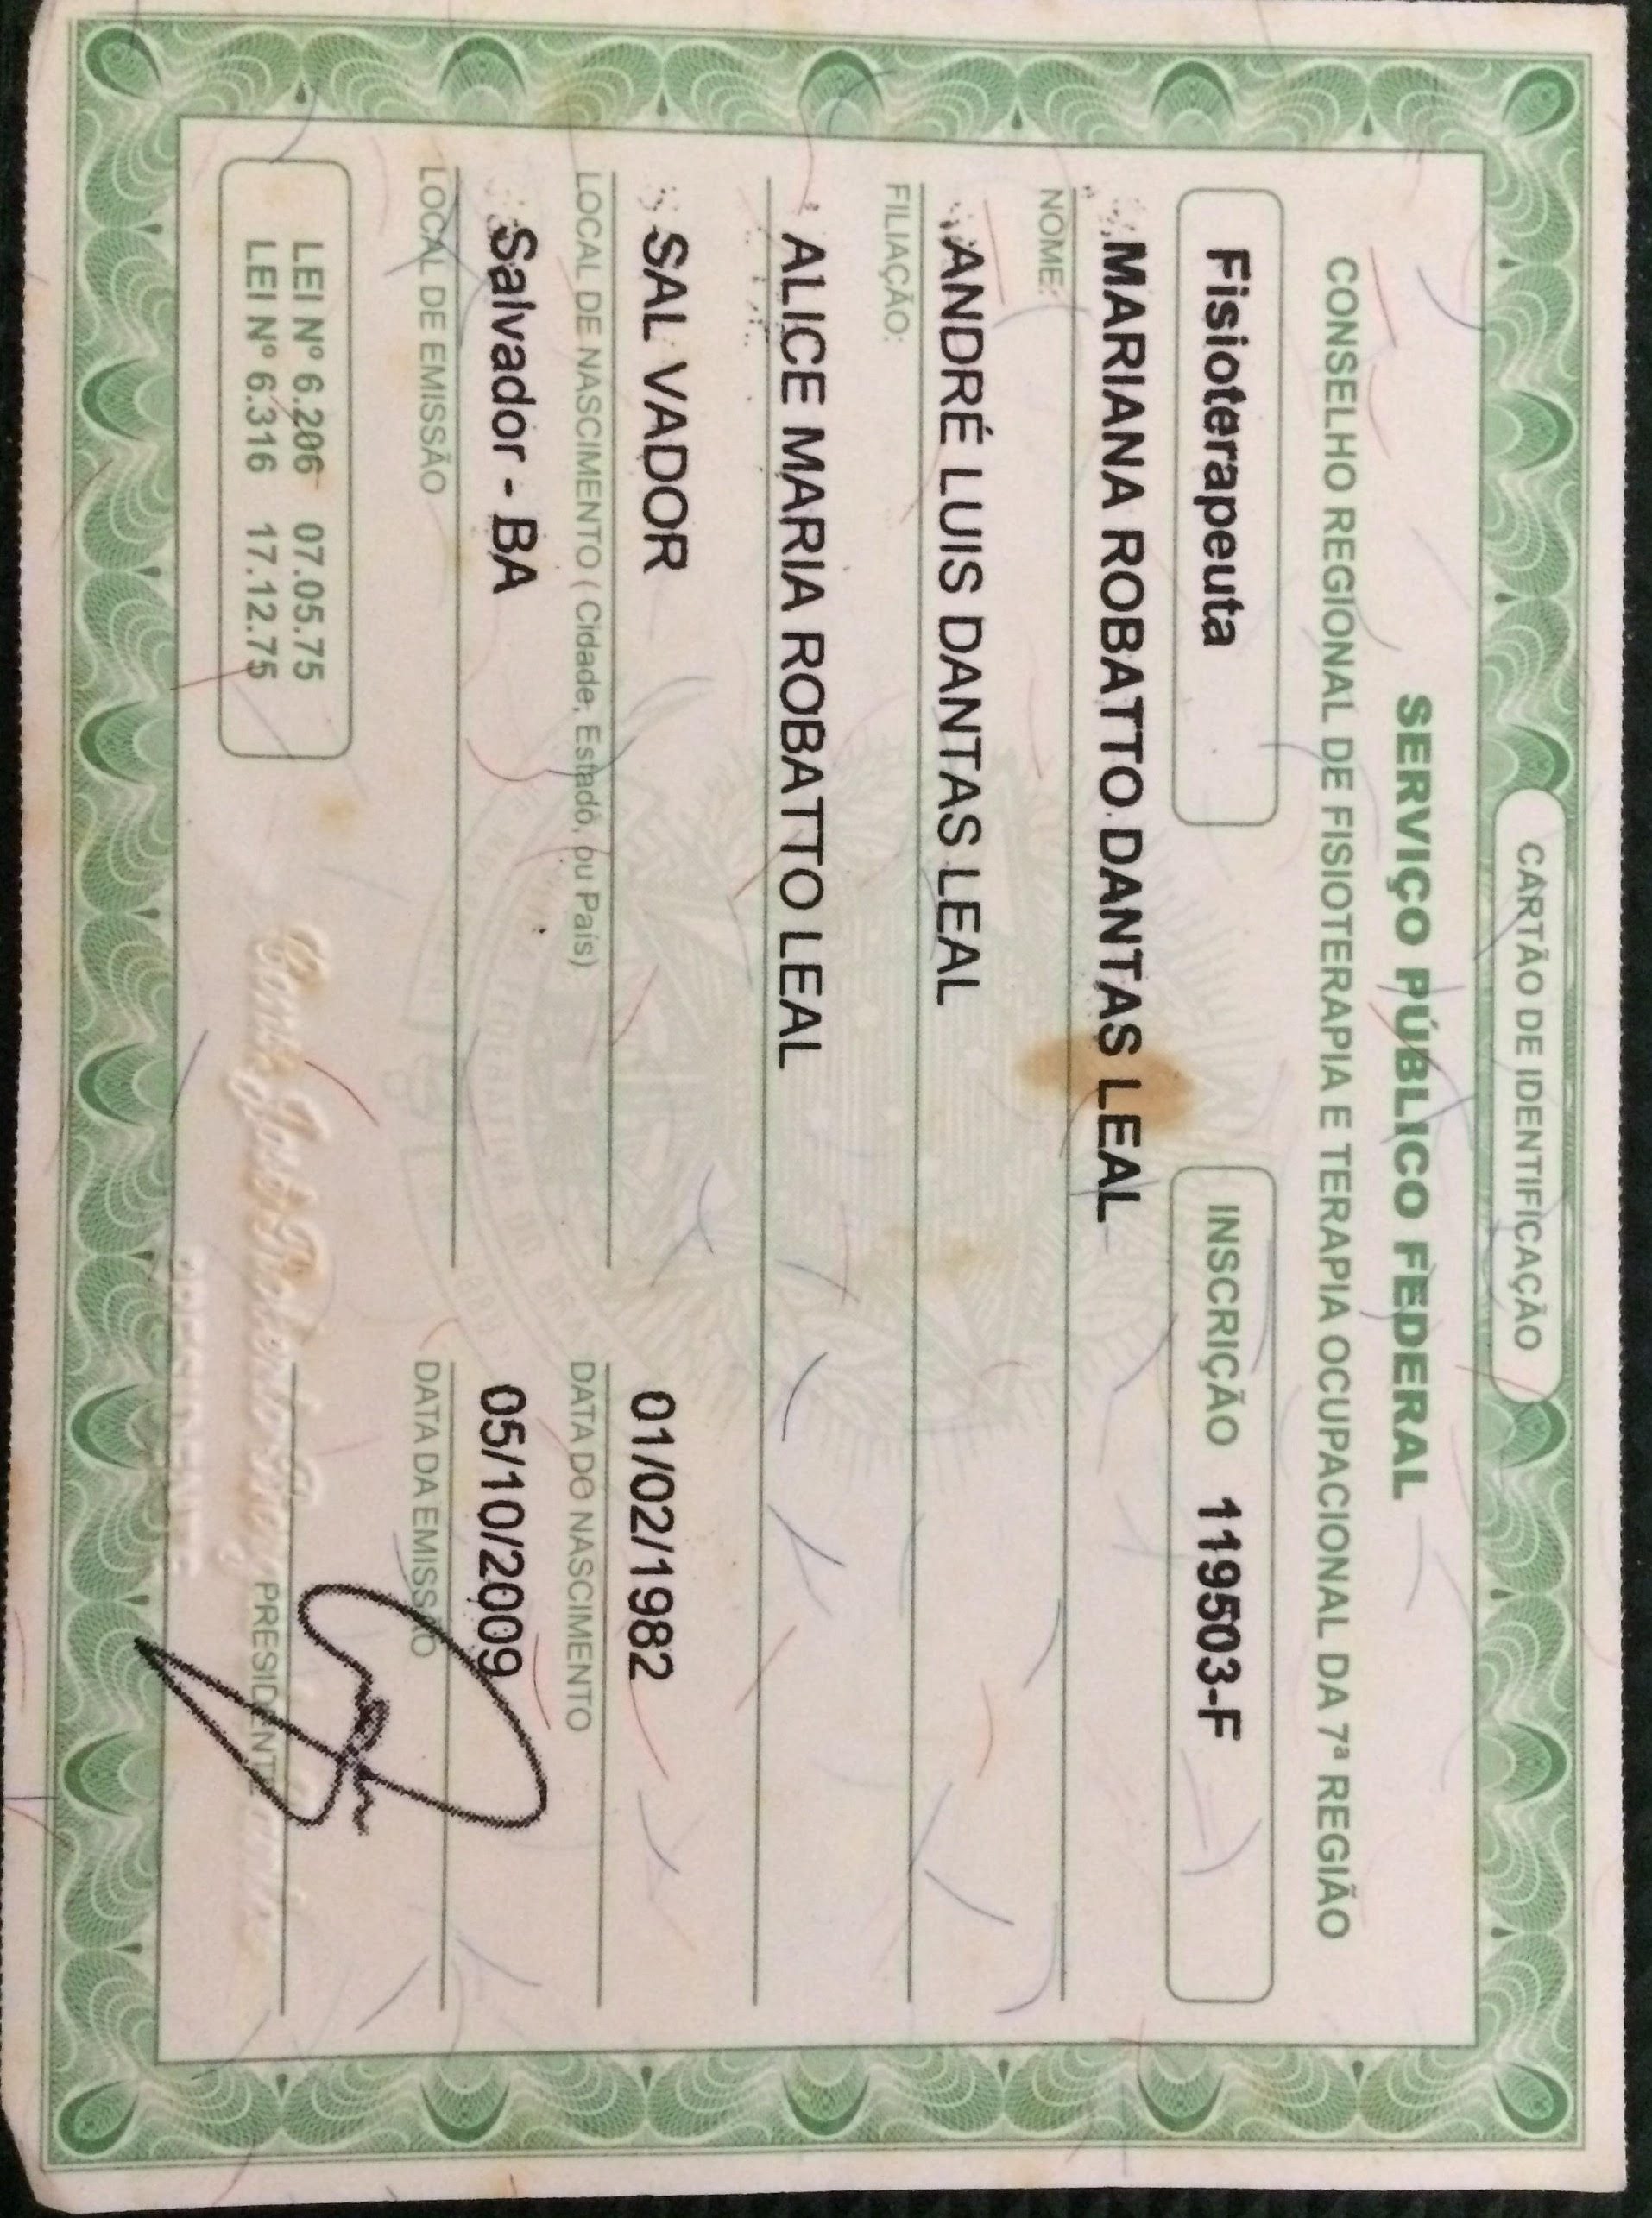 CARTÃO DE IDENTIFICAÇÃO
SERVIÇO PÚBLICO FEDERAL
CONSELHO REGIONAL DE FISIOTERAPIA E TERAPIA OCUPACIONAL DA 7ª REGIÃO
Fisioterapeuta INSCRIÇÃO 119503-F
MARIANA ROBATTO DANTAS LEAL
NOME:
ANDRÉ LUIS DANTAS LEAL
FILIAÇÃO:
ALICE MARIA ROBATTO LEAL
SAL VADOR 01/02/1982
LOCAL DE NASCIMENTO ( Cidade, Estado, ou País) DATA DO NASCIMENTO
Salvador - BA 05/10/2009
LOCAL DE EMISSÃO DATA DA EMISSÃO
LEI Nº 6.206 07.05.75
LEI Nº 6.316 17.12.75
PRESIDENTE
PRESIDENTE